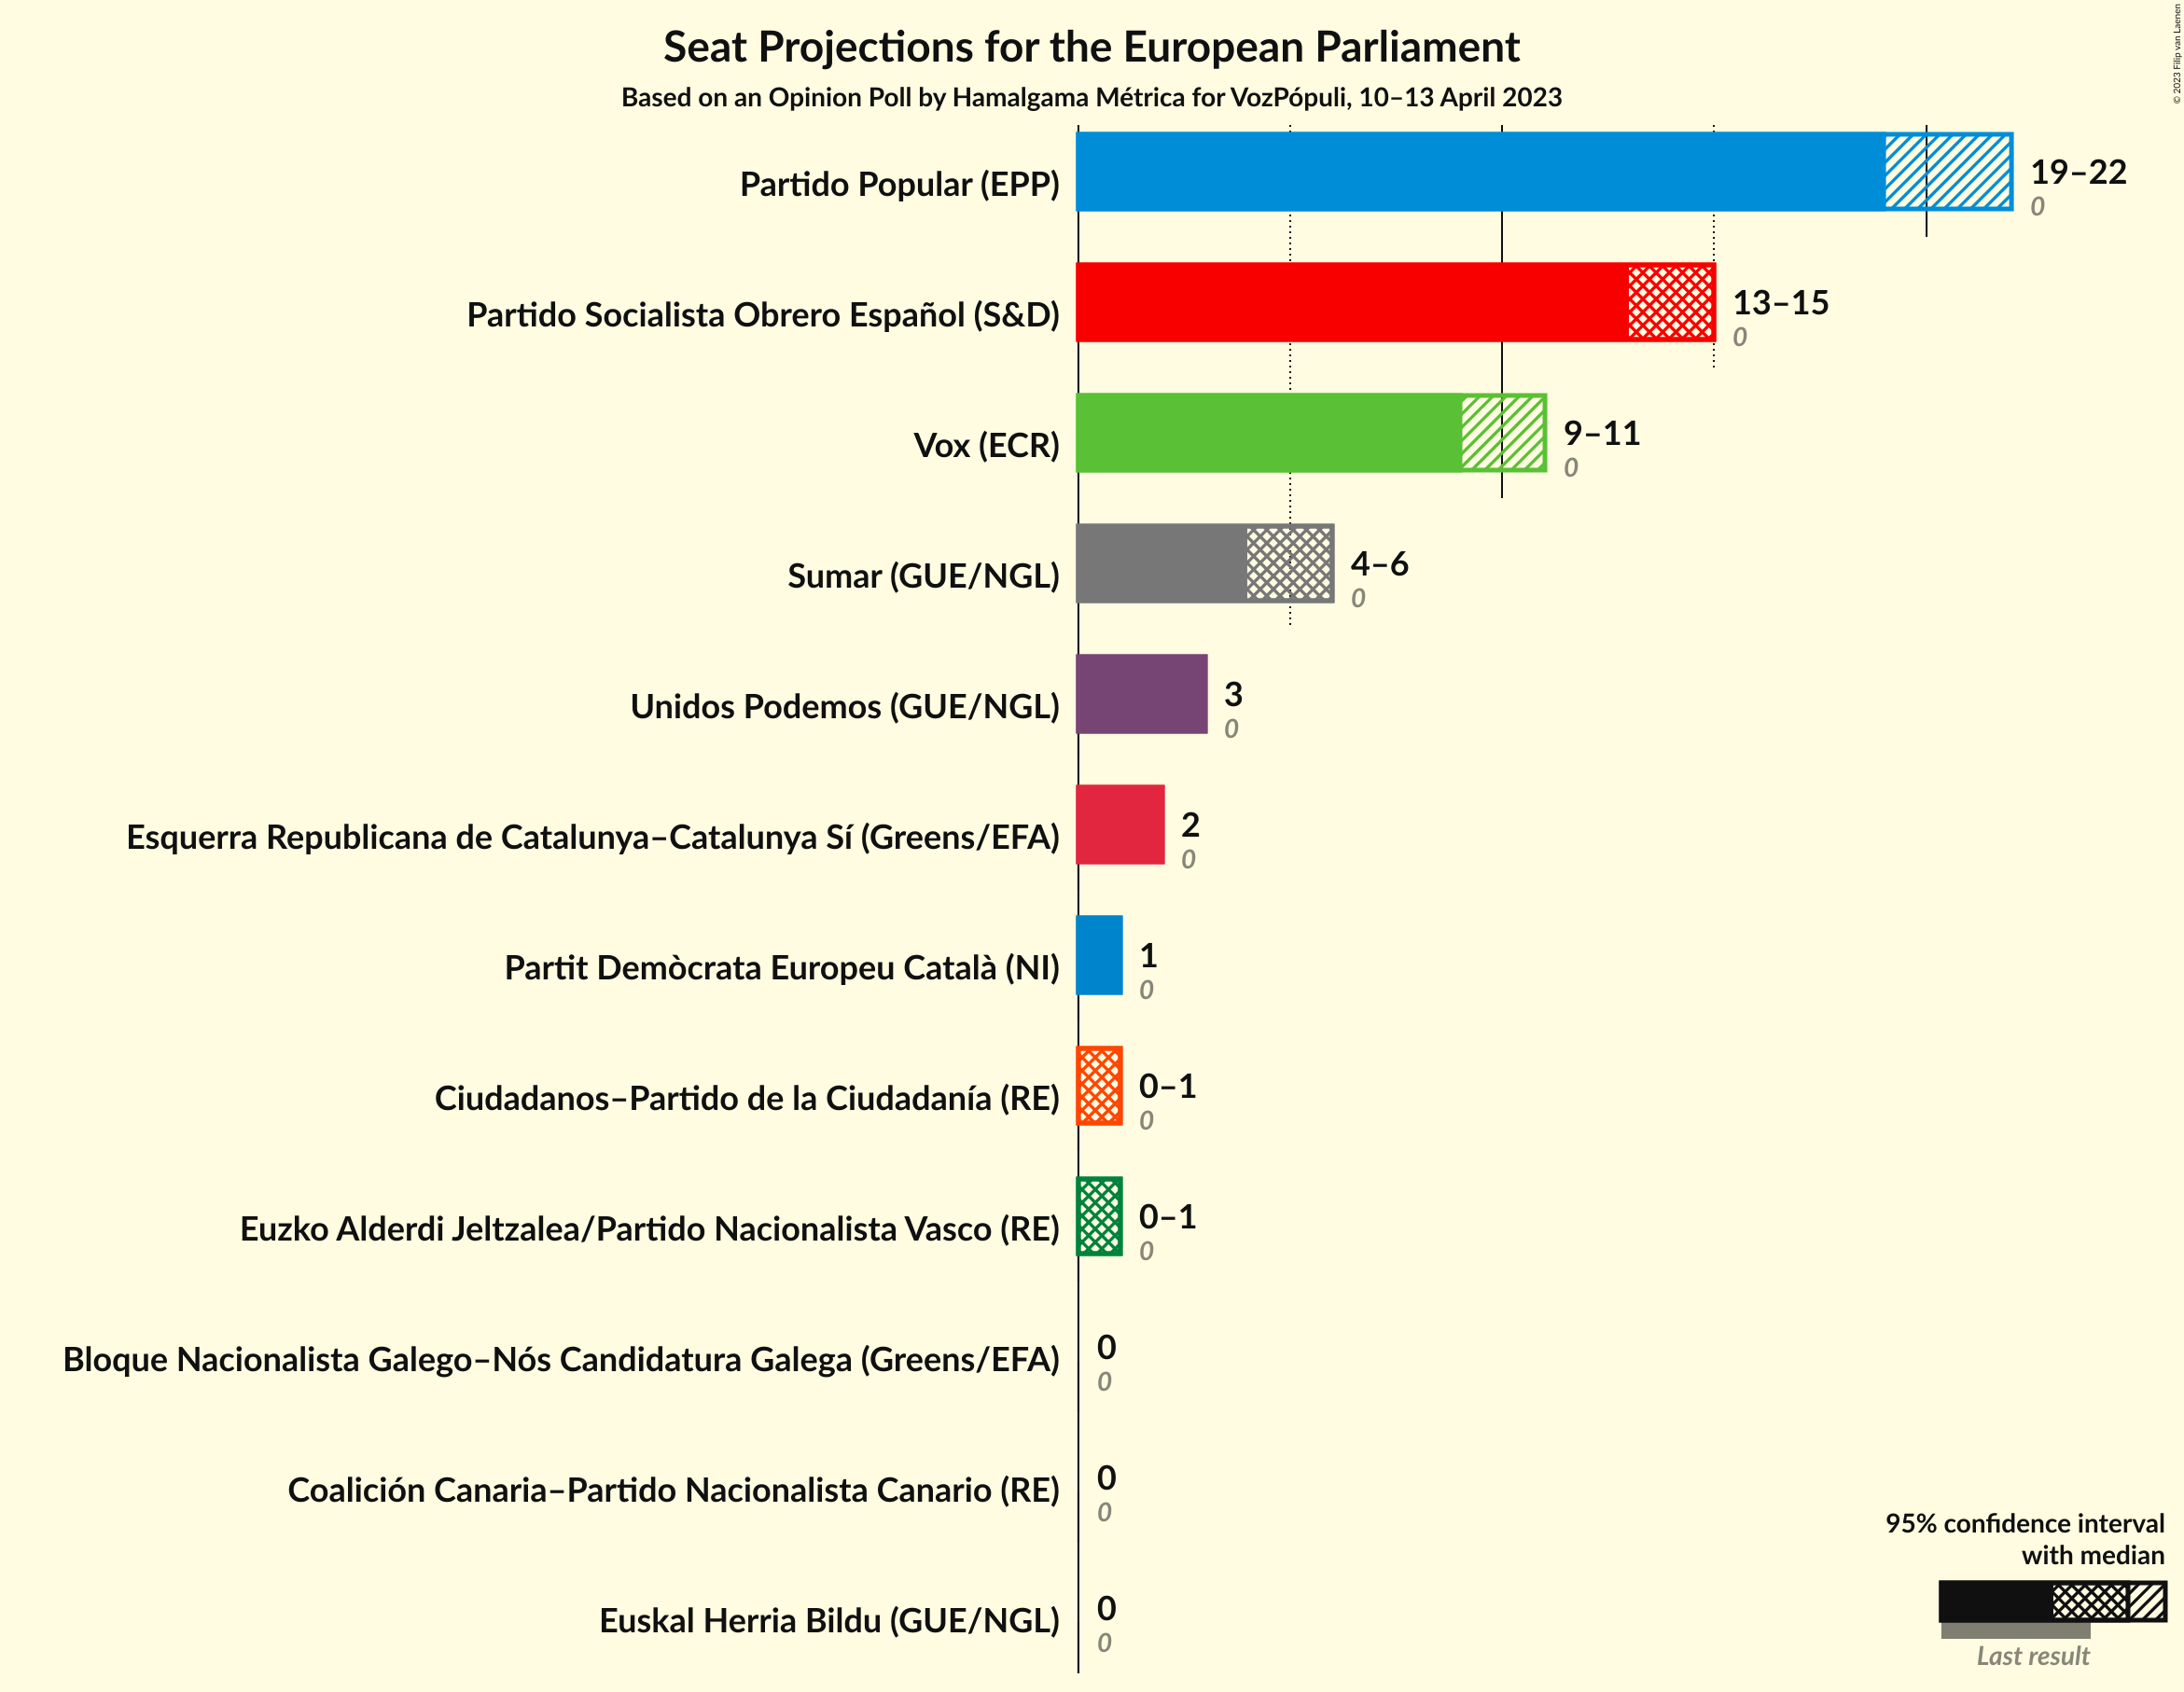 Seat Projections for the European Parliament
Based on an Opinion Poll by Hamalgama Métrica for VozPópuli, 10–13 April 2023
© 2023 Filip van Laenen
Partido Popular (EPP)
19–22
0
Partido Socialista Obrero Español (S&D)
13–15
0
Vox (ECR)
9–11
0
Sumar (GUE/NGL)
4–6
0
Unidos Podemos (GUE/NGL)
3
0
Esquerra Republicana de Catalunya–Catalunya Sí (Greens/EFA)
2
0
Partit Demòcrata Europeu Català (NI)
1
0
Ciudadanos–Partido de la Ciudadanía (RE)
0–1
0
Euzko Alderdi Jeltzalea/Partido Nacionalista Vasco (RE)
0–1
0
Bloque Nacionalista Galego–Nós Candidatura Galega (Greens/EFA)
0
0
Coalición Canaria–Partido Nacionalista Canario (RE)
0
0
Euskal Herria Bildu (GUE/NGL)
0
0
95% confidence interval
with median
Last result